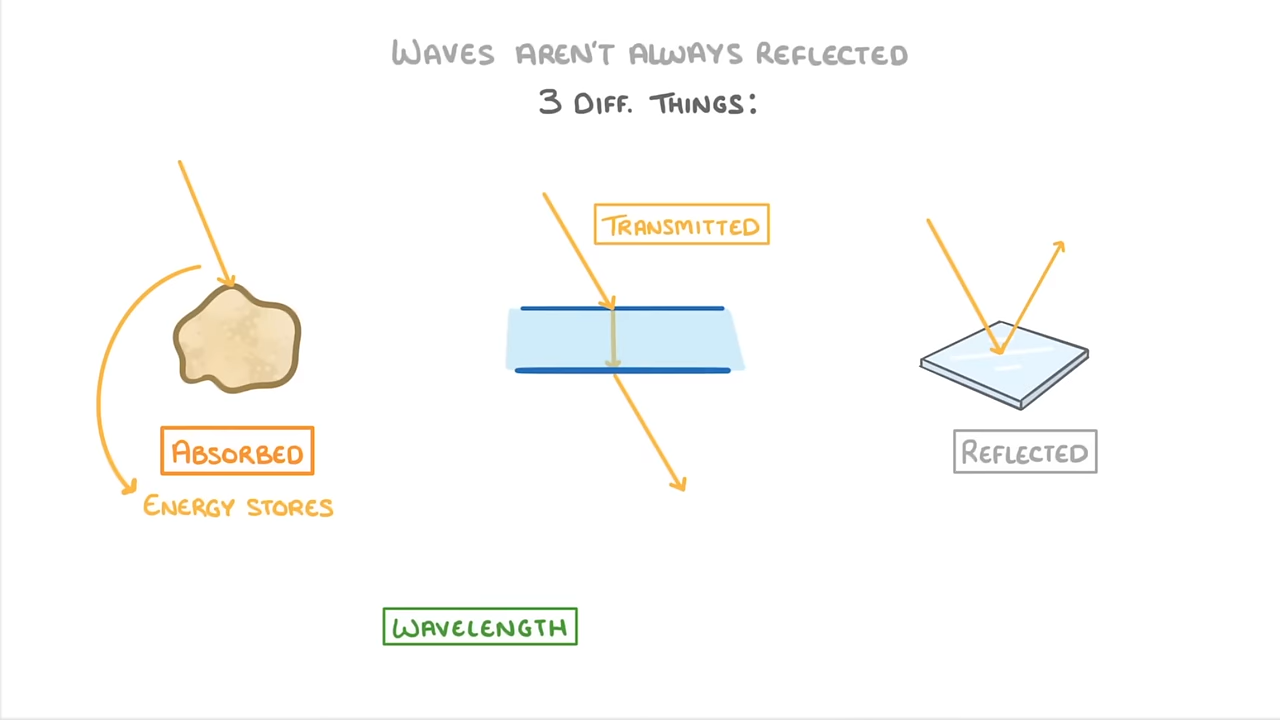 WAVES AREN'T ALWAYS REFLECTED
3 DIFF. THINGS:
TRANSMITTED
ABSORBED
REFLECTED
ENERGY STORES
WAVELENGTH